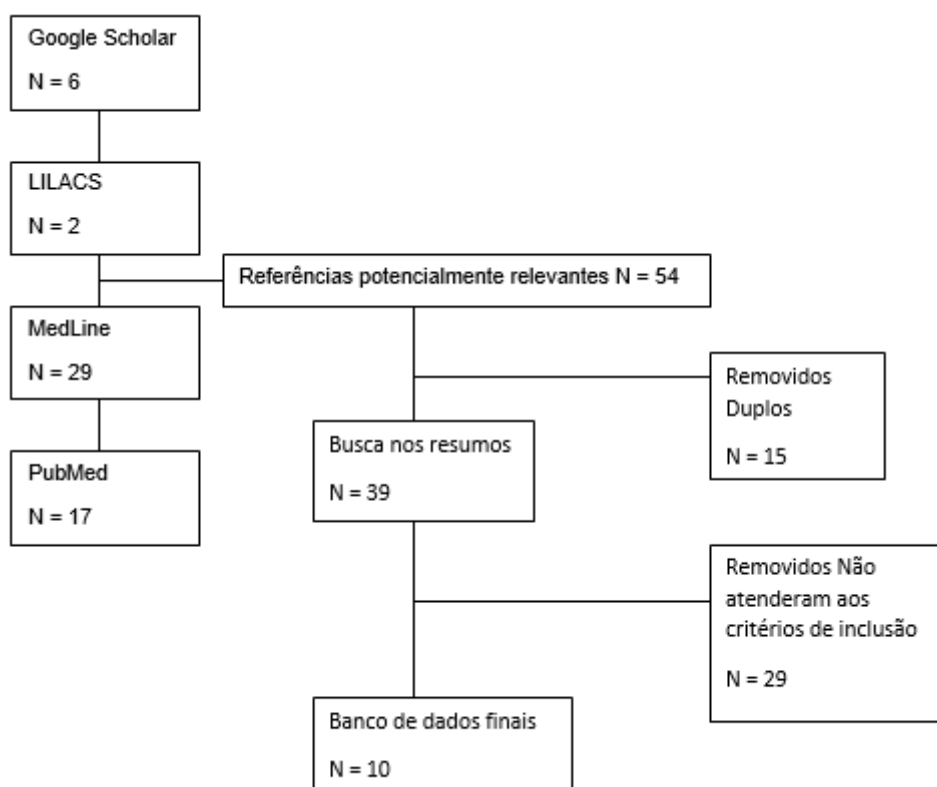 Google Scholar
N = 6
LILACS
N = 2
Referências potencialmente relevantes N = 54
MedLine
N = 29
Removidos
Duplos
N = 15
Busca nos resumos
N = 39
PubMed
N = 17
Removidos Não
atenderam aos
critérios de inclusão
N = 29
Banco de dados finais
N = 10